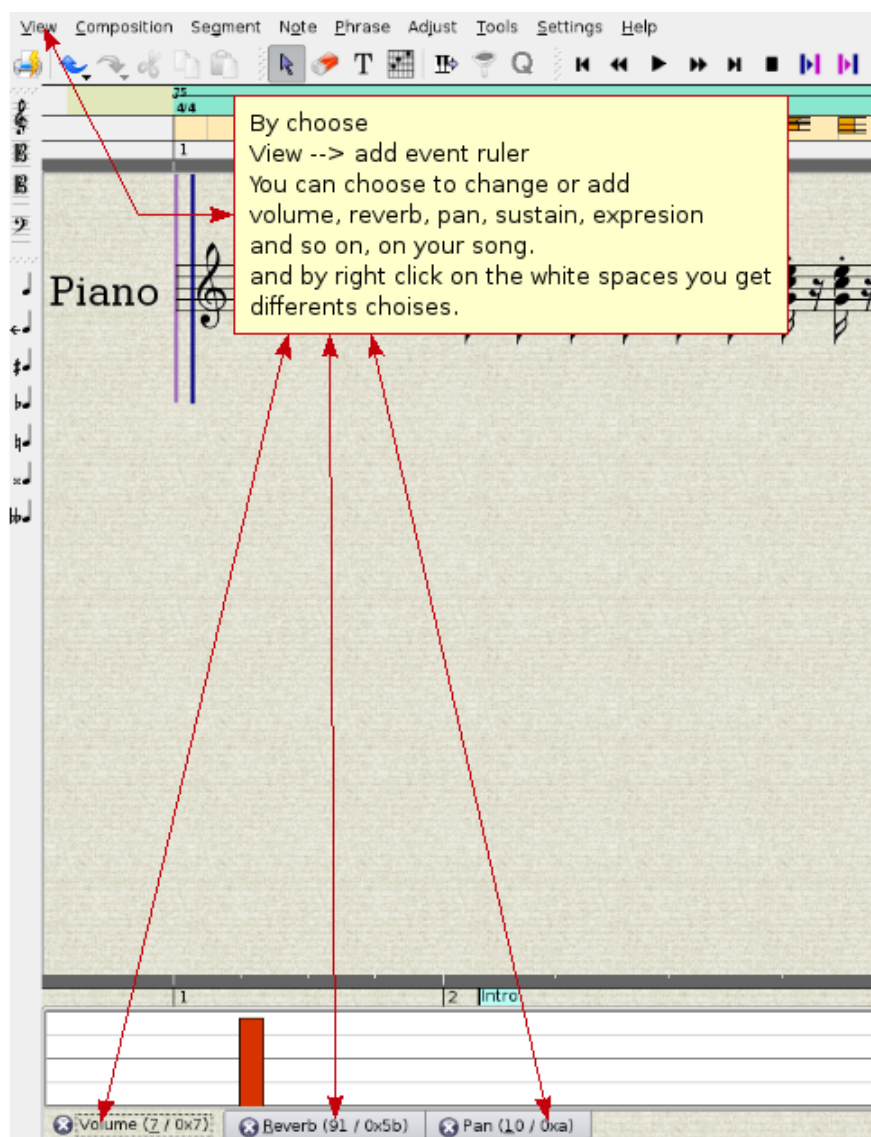 View Composition Segment Note Phrase Adjust Tools Settings Help
T Q
75
4/4
1
By choose
View --> add event ruler
You can choose to change or add
volume, reverb, pan, sustain, expresion
and so on, on your song.
and by right click on the white spaces you get
differents choises.
Piano
1 2 Intro
Volume (7 / 0x7) Reverb (91 / 0x5b) Pan (10 / 0xa)